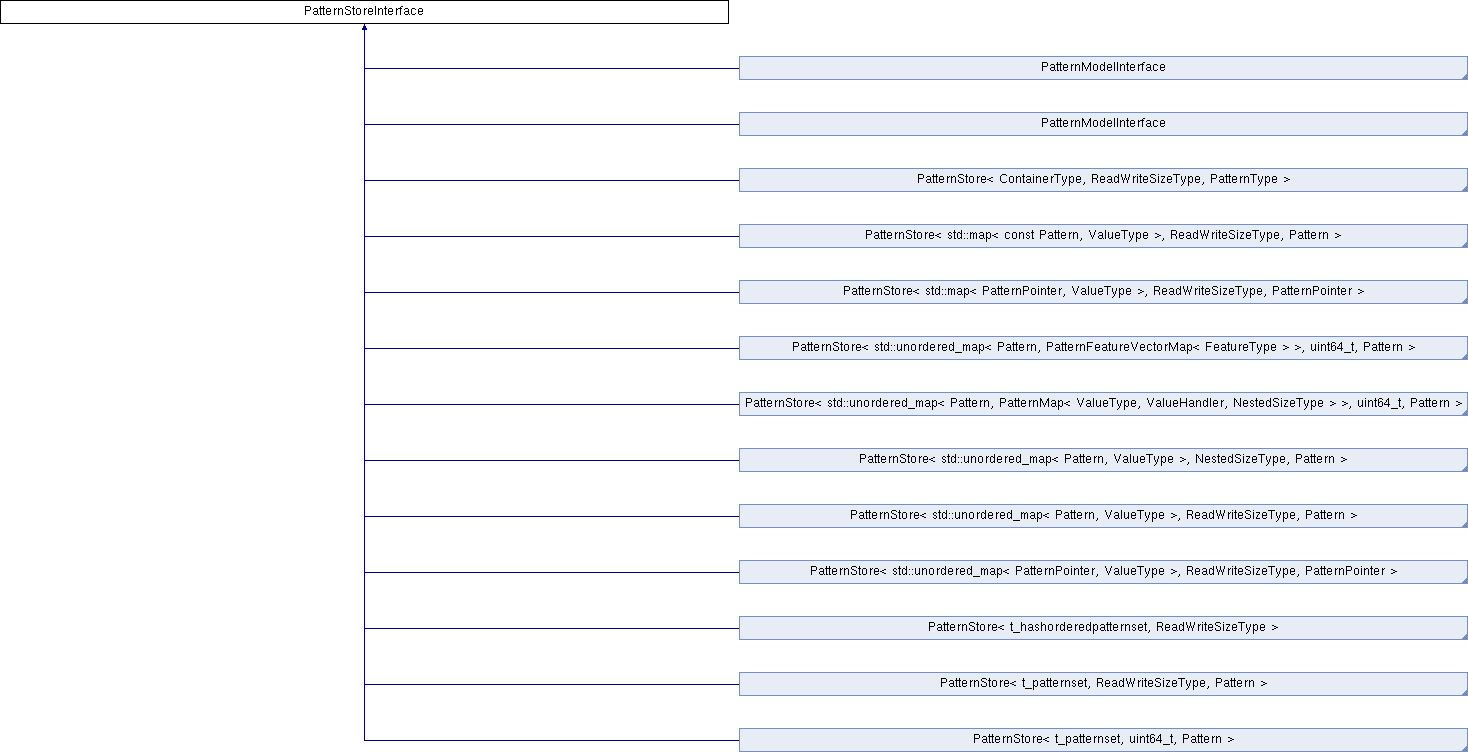 PatternStoreInterface
PatternModelInterface
PatternModelInterface
PatternStore< ContainerType, ReadWriteSizeType, PatternType >
PatternStore< std::map< const Pattern, ValueType >, ReadWriteSizeType, Pattern >
PatternStore< std::map< PatternPointer, ValueType >, ReadWriteSizeType, PatternPointer >
PatternStore< std::unordered_map< Pattern, PatternFeatureVectorMap< FeatureType > >, uint64_t, Pattern >
PatternStore< std::unordered_map< Pattern, PatternMap< ValueType, ValueHandler, NestedSizeType > >, uint64_t, Pattern >
PatternStore< std::unordered_map< Pattern, ValueType >, NestedSizeType, Pattern >
PatternStore< std::unordered_map< Pattern, ValueType >, ReadWriteSizeType, Pattern >
PatternStore< std::unordered_map< PatternPointer, ValueType >, ReadWriteSizeType, PatternPointer >
PatternStore< t_hashorderedpatternset, ReadWriteSizeType >
PatternStore< t_patternset, ReadWriteSizeType, Pattern >
PatternStore< t_patternset, uint64_t, Pattern >